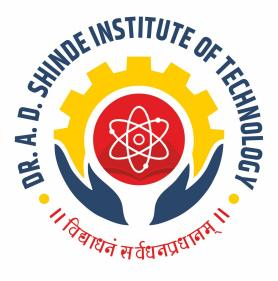 DR. A. D. SHINDE INSTITUTE OF TECHNOLOGY
॥ विद्याधनं सर्वधनप्रधानम् ॥